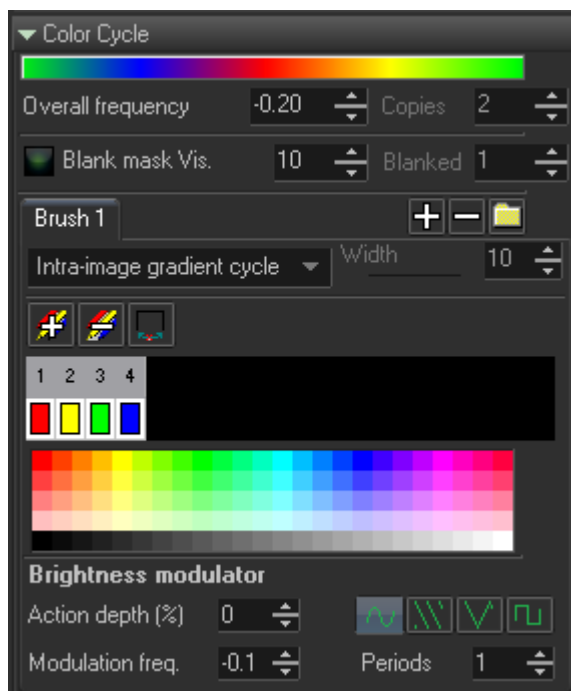 Color Cycle
Overall frequency -0.20 Copies 2
Blank mask Vis. 10 Blanked 1
Brush 1
Intra-image gradient cycle Width 10
1 2 3 4
Brightness modulator
Action depth (%) 0
Modulation freq. -0.1 Periods 1